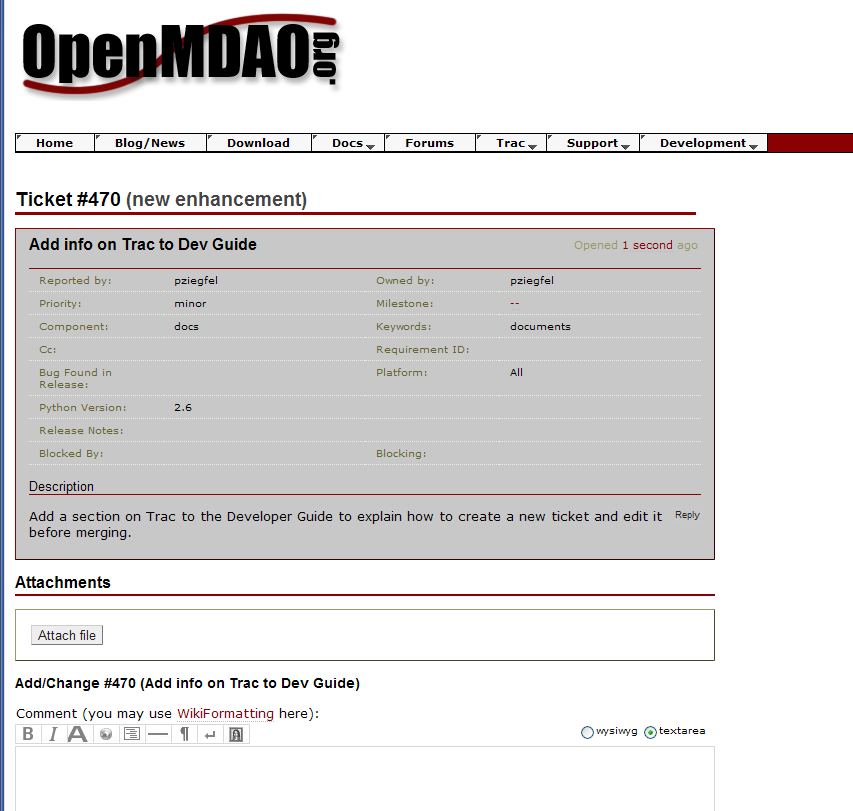 OpenMDAO.org
Home Blog/News Download Docs Forums Trac Support Development
Ticket #470 (new enhancement)
Add info on Trac to Dev Guide Opened 1 second ago
Reported by: pziegfel Owned by: pziegfel
Priority: minor Milestone: --
Component: docs Keywords: documents
Cc: Requirement ID:
Bug Found in Platform: All
Release:
Python Version: 2.6
Release Notes:
Blocked By: Blocking:
Description
Add a section on Trac to the Developer Guide to explain how to create a new ticket and edit it Reply
before merging.
Attachments
Attach file
Add/Change #470 (Add info on Trac to Dev Guide)
Comment (you may use WikiFormatting here):
B I A ¶ wysiwyg textarea